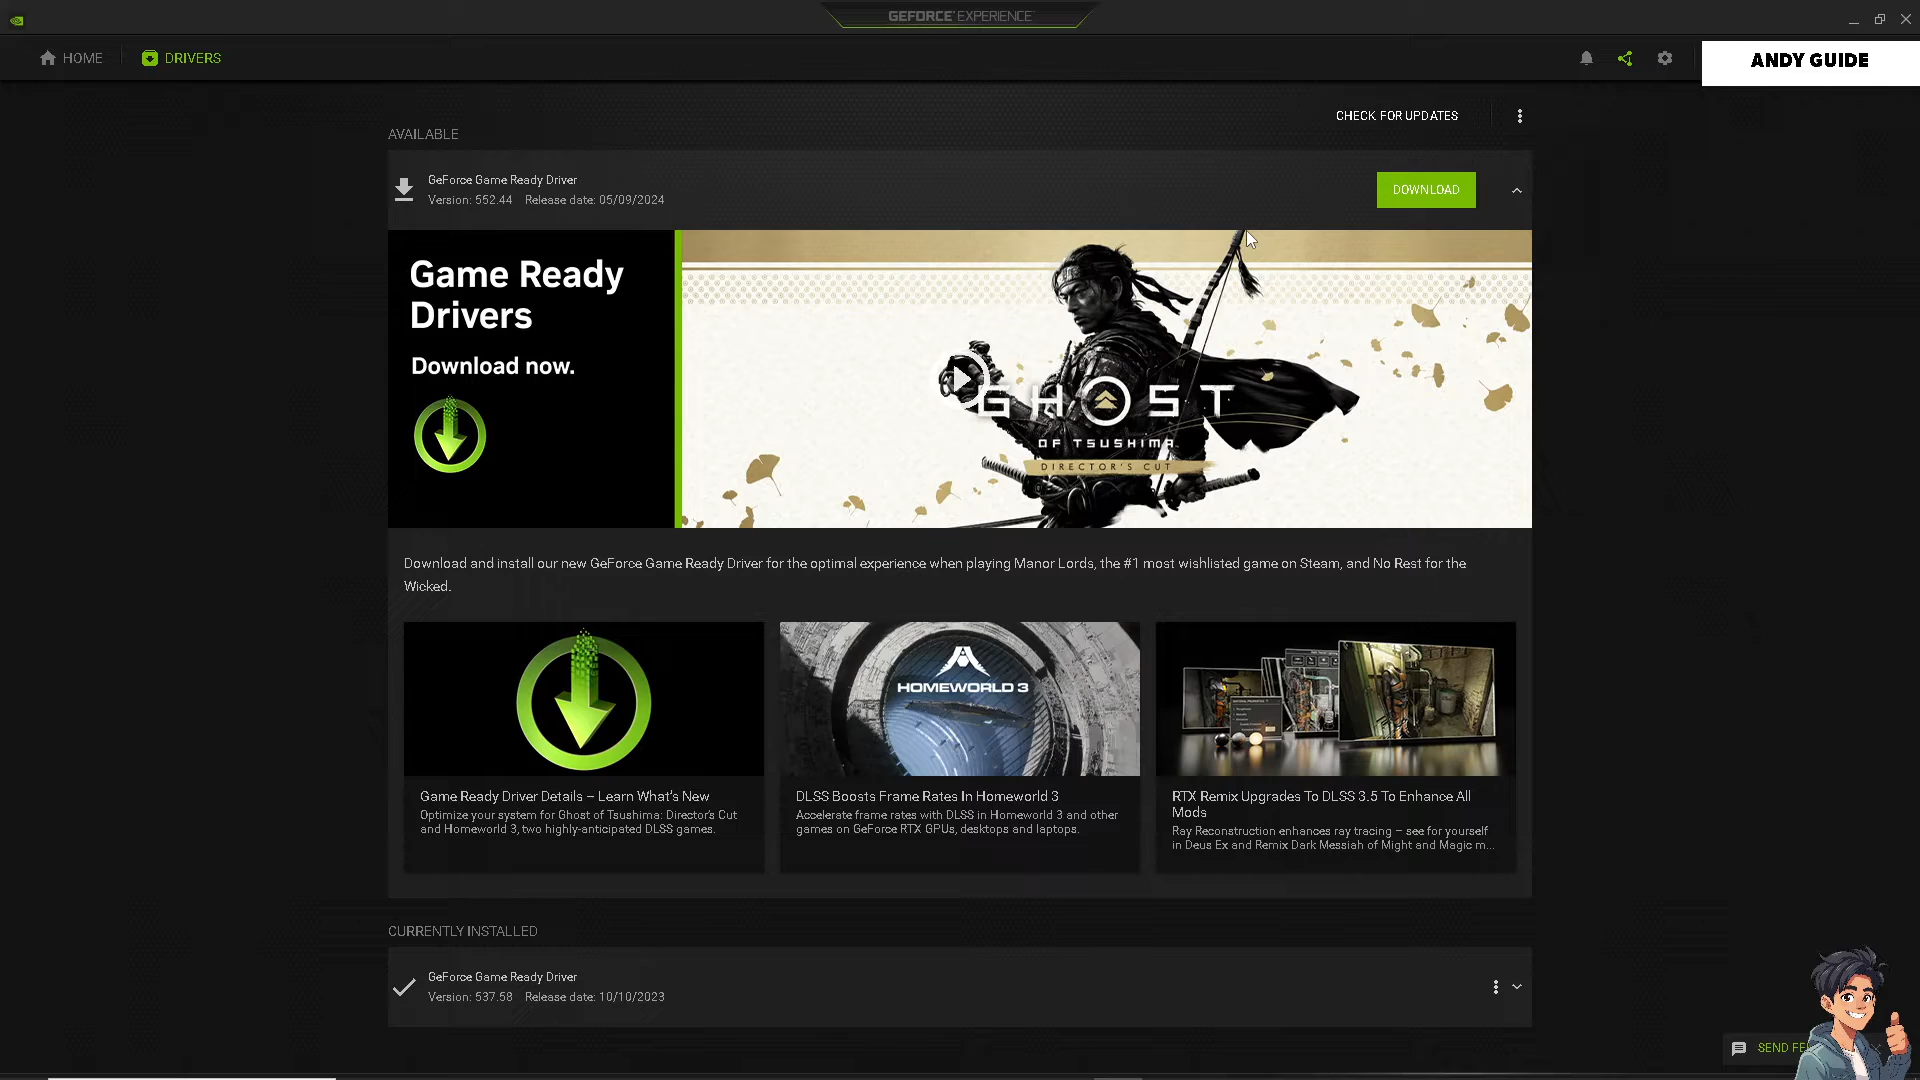 GEFORCE EXPERIENCE
HOME
DRIVERS
ANDY GUIDE
CHECK FOR UPDATES
AVAILABLE
GeForce Game Ready Driver
Version: 552.44 Release date: 05/09/2024
DOWNLOAD
Game Ready
Drivers
Download now.
GHOST
OF TSUSHIMA
DIRECTOR'S CUT
Download and install our new GeForce Game Ready Driver for the optimal experience when playing Manor Lords, the #1 most wishlisted game on Steam, and No Rest for the
Wicked.
HOMEWORLD 3
Game Ready Driver Details – Learn What's New
Optimize your system for Ghost of Tsushima: Director's Cut
and Homeworld 3, two highly-anticipated DLSS games.
DLSS Boosts Frame Rates In Homeworld 3
Accelerate frame rates with DLSS in Homeworld 3 and other
games on GeForce RTX GPUs, desktops and laptops.
RTX Remix Upgrades To DLSS 3.5 To Enhance All
Mods
Ray Reconstruction enhances ray tracing – see for yourself
in Deus Ex and Remix Dark Messiah of Might and Magic m...
CURRENTLY INSTALLED
GeForce Game Ready Driver
Version: 537.58 Release date: 10/10/2023
SEND